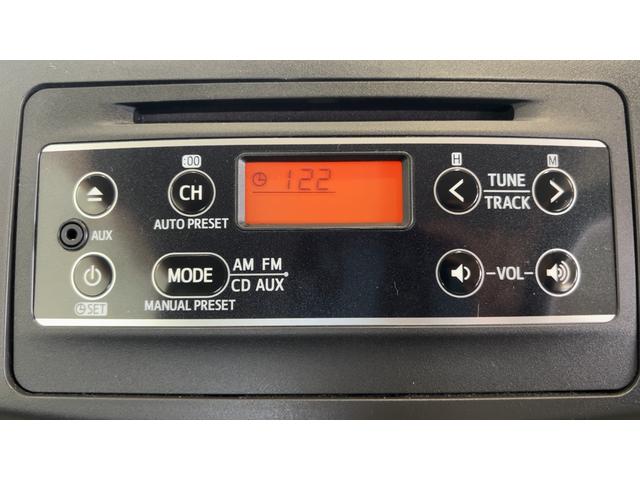 :00
H
M
122
CH
TUNE
TRACK
AUTO PRESET
AUX
MODE
AM FM
CD AUX
-VOL-
SET
MANUAL PRESET